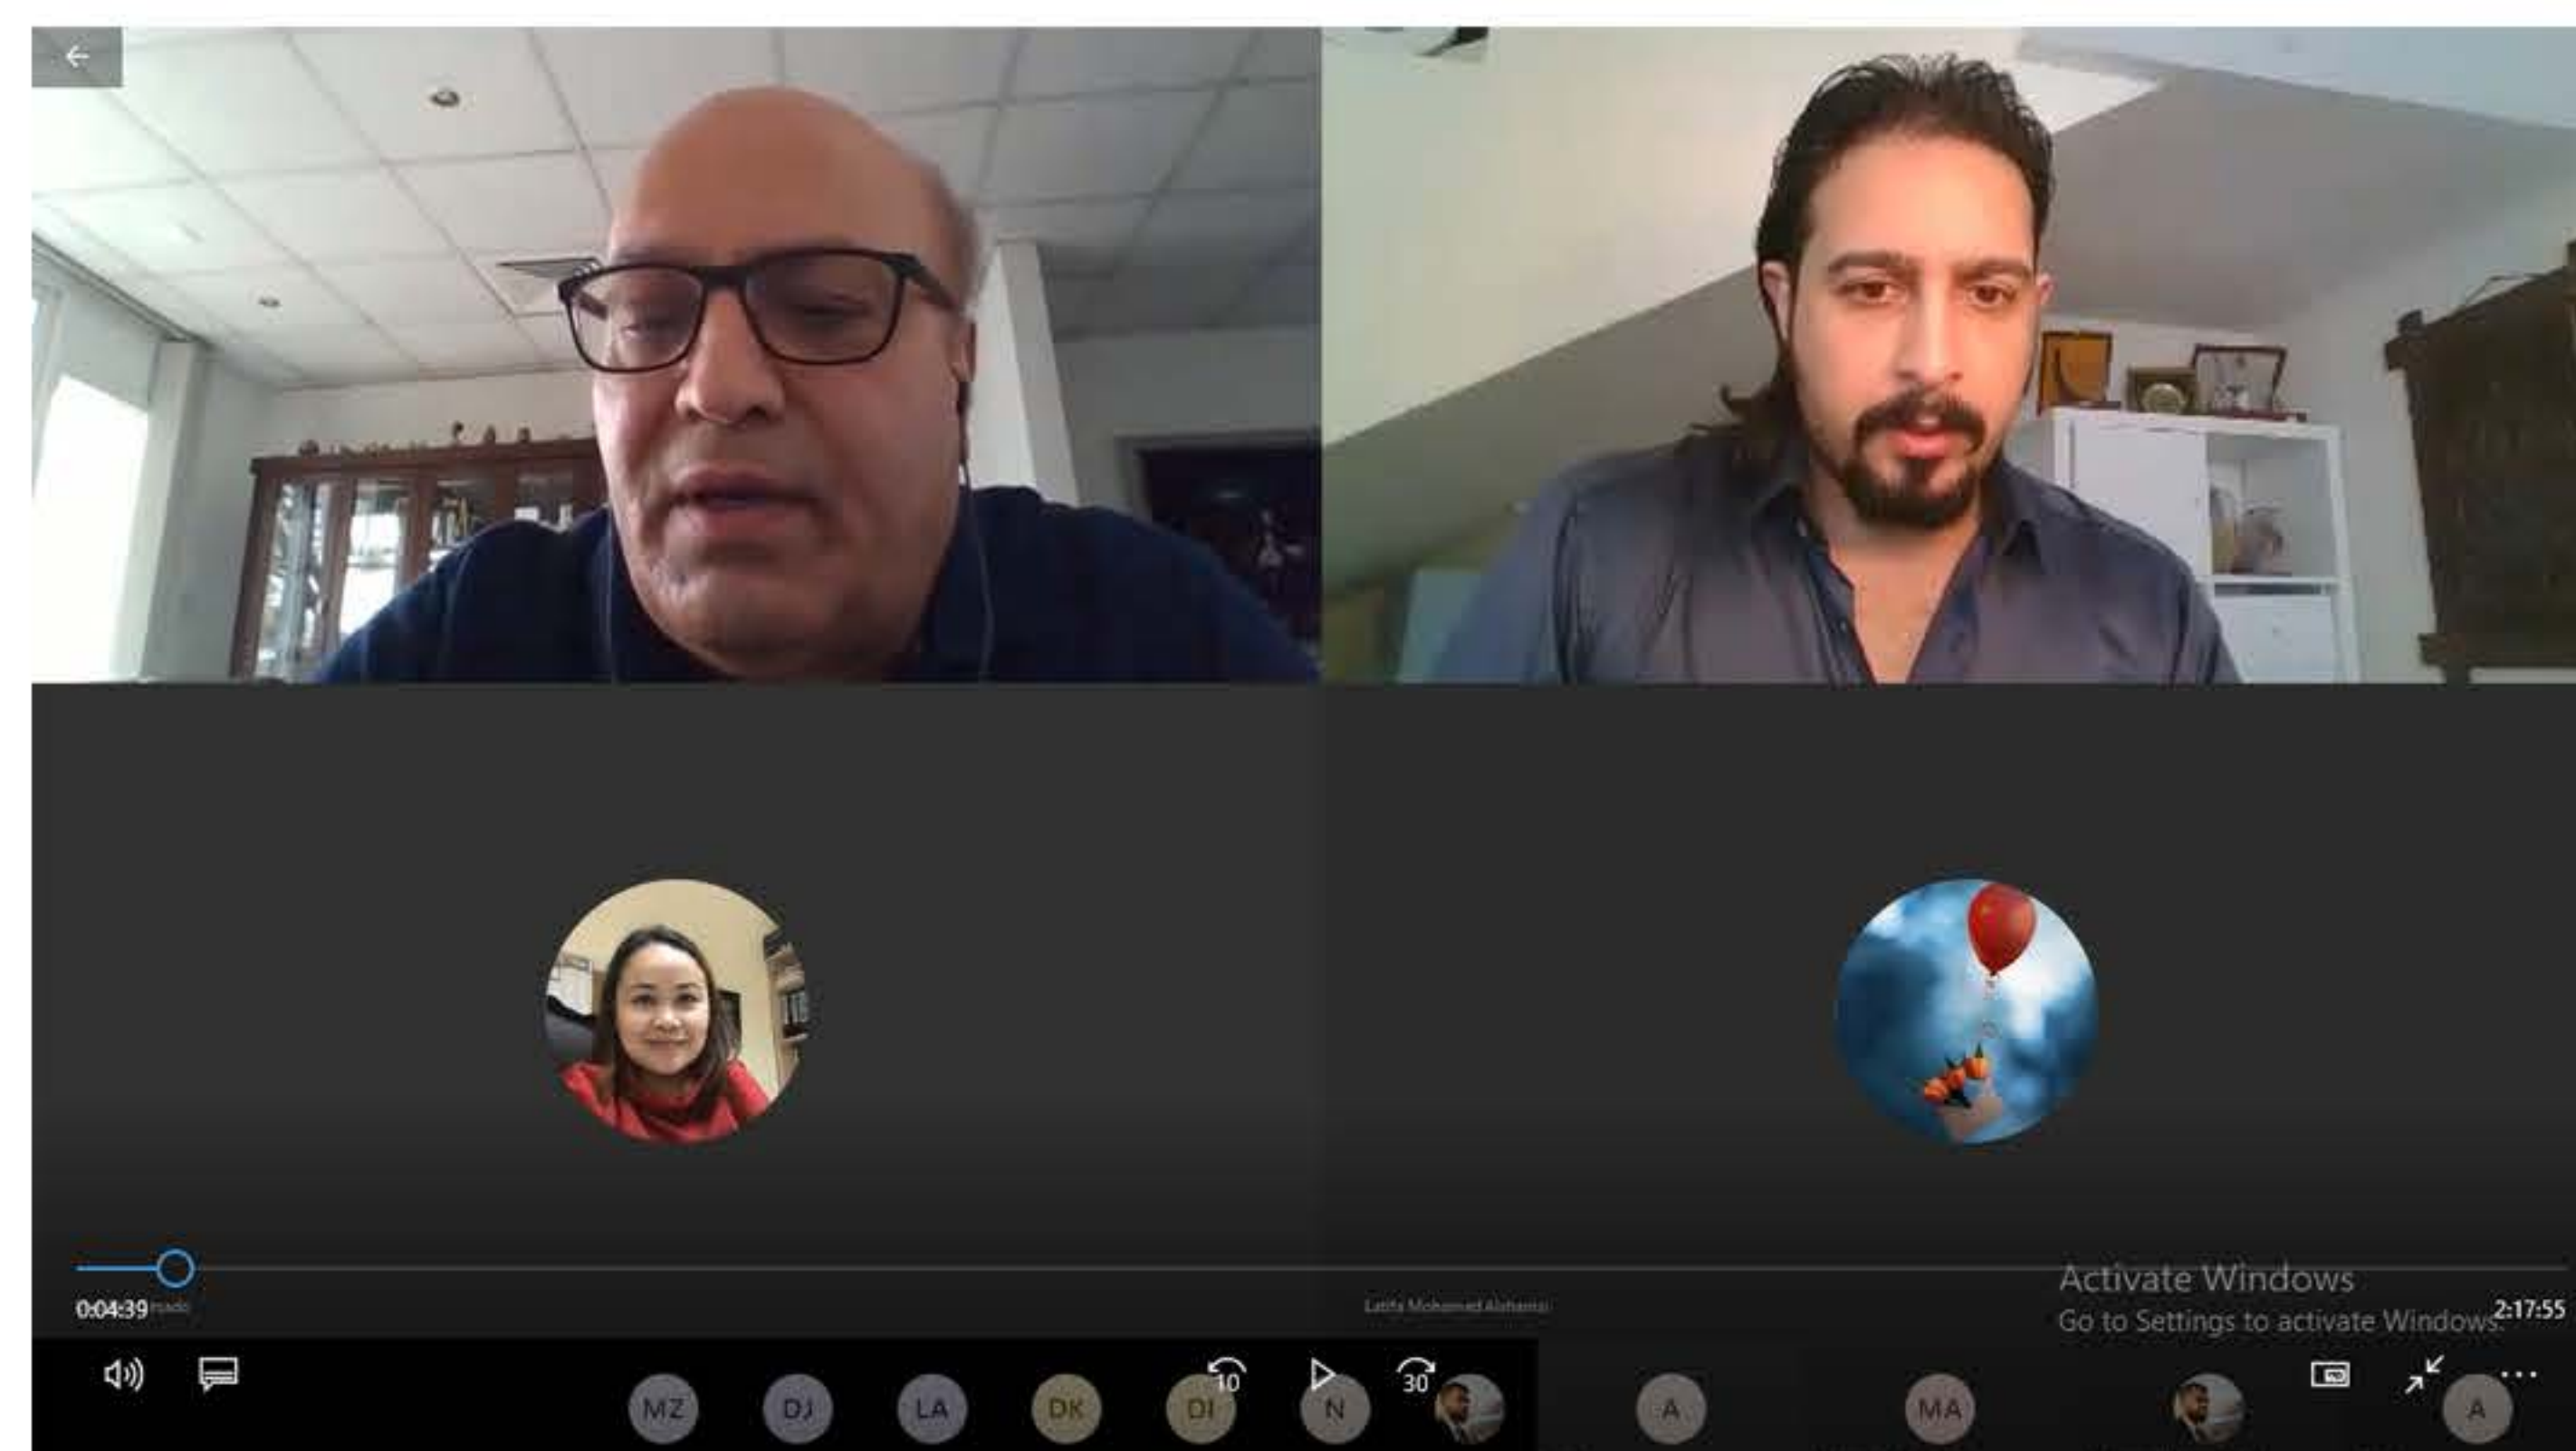 0:04:39
Latifa Mohamed Alshamsi
Activate Windows
Go to Settings to activate Windows.
2:17:55
10
30
MZ
DJ
LA
DK
DI
N
A
MA
A